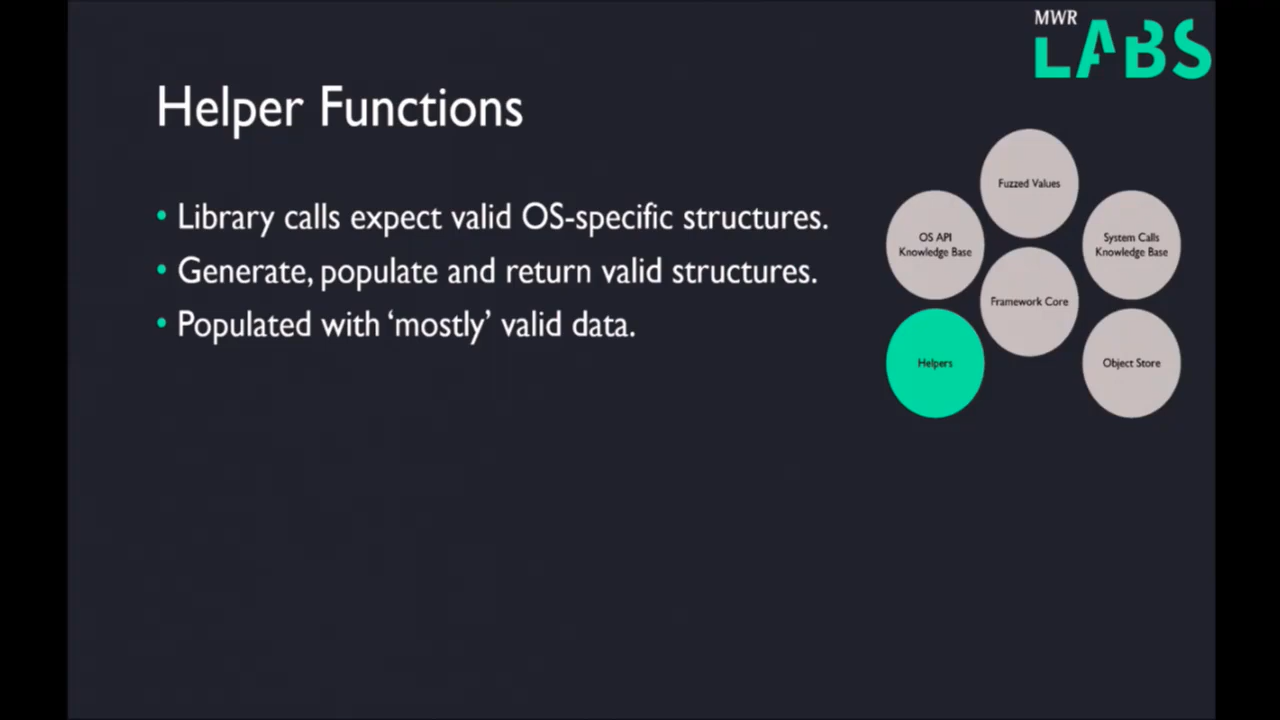 MWR
LABS
Helper Functions
• Library calls expect valid OS-specific structures.
• Generate, populate and return valid structures.
• Populated with ‘mostly’ valid data.
Fuzzed Values
OS API
Knowledge Base
System Calls
Knowledge Base
Framework Core
Helpers
Object Store